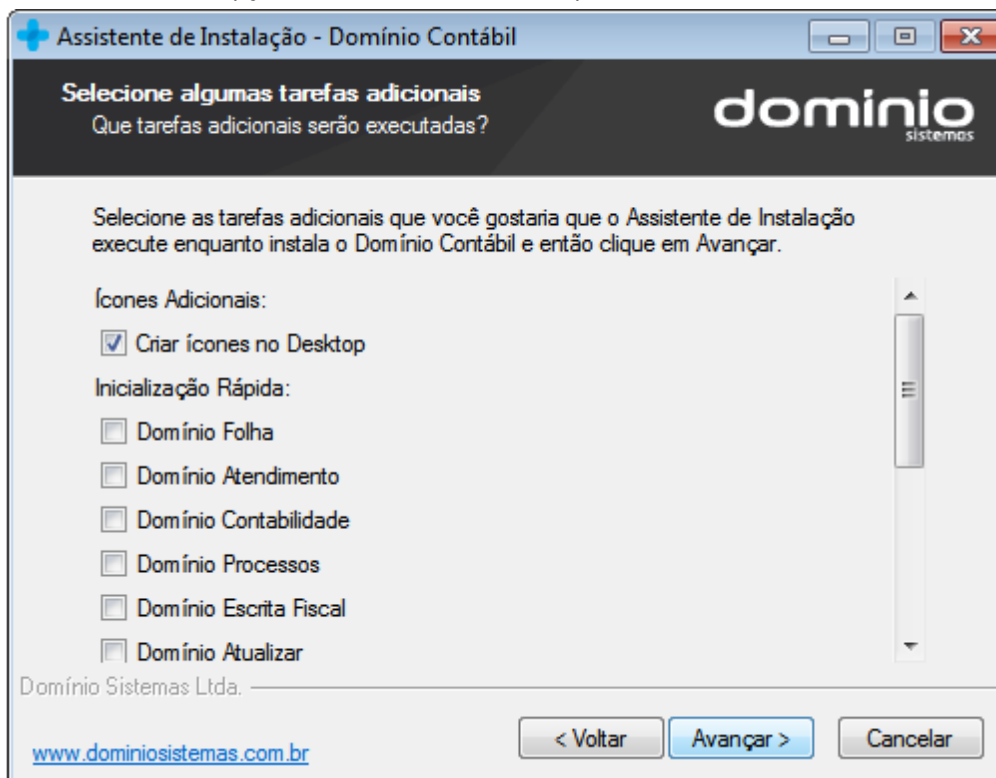 Assistente de Instalação - Domínio Contábil
Selecione algumas tarefas adicionais
Que tarefas adicionais serão executadas?
domínio
sistemas
Selecione as tarefas adicionais que você gostaria que o Assistente de Instalação
execute enquanto instala o Domínio Contábil e então clique em Avançar.
Ícones Adicionais:
Criar ícones no Desktop
Inicialização Rápida:
Domínio Folha
Domínio Atendimento
Domínio Contabilidade
Domínio Processos
Domínio Escrita Fiscal
Domínio Atualizar
Domínio Sistemas Ltda.
www.dominiosistemas.com.br
< Voltar
Avançar >
Cancelar